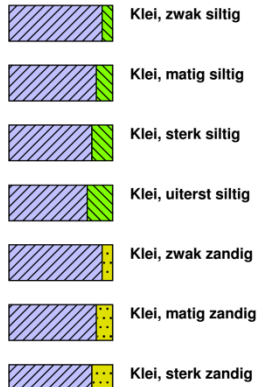 Klei, zwak siltig
Klei, matig siltig
Klei, sterk siltig
Klei, uiterst siltig
Klei, zwak zandig
Klei, matig zandig
Klei, sterk zandig